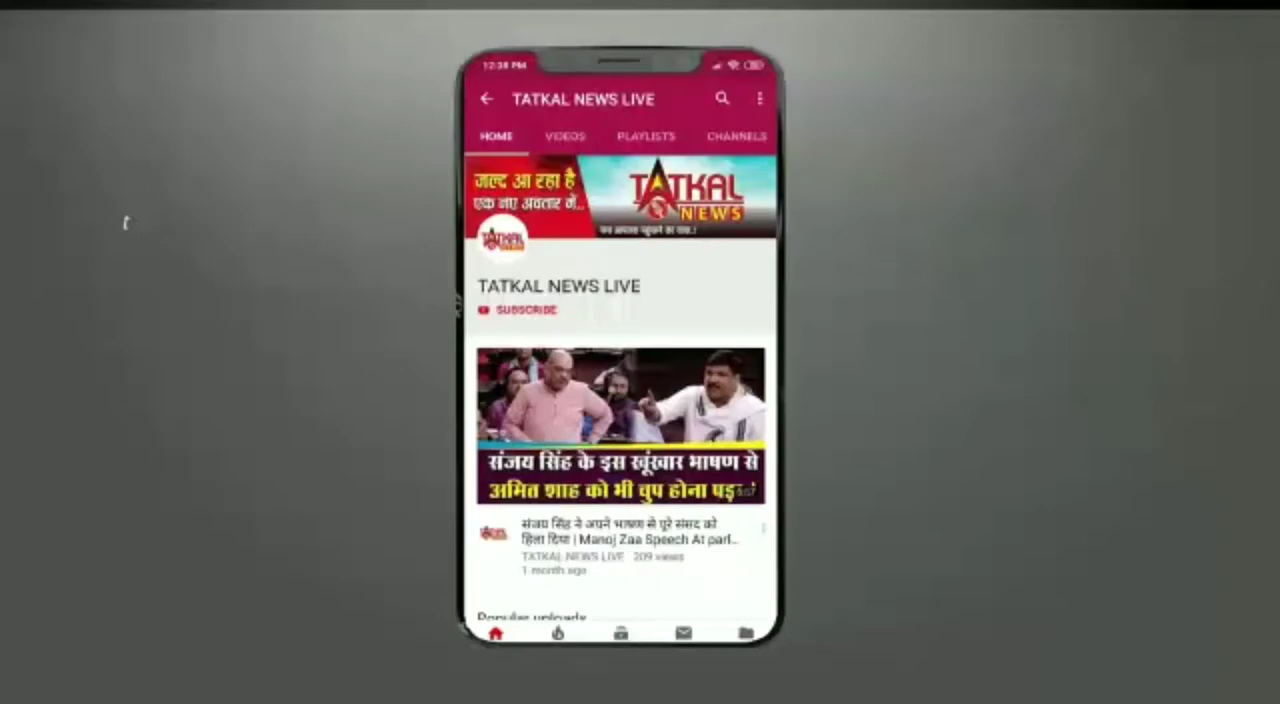 t
12:38 PM
TATKAL NEWS LIVE
HOME VIDEOS PLAYLISTS CHANNELS
जल्द आ रहा है
एक नए अवतार में..
TATKAL
NEWS
TATKAL
TATKAL NEWS LIVE
SUBSCRIBE
संजय सिंह के इस खूंखार भाषण से
अमित शाह को भी चुप होना पड़
संजय सिंह ने अपने भाषण से पूरे संसद को
हिला दिया | Manoj Zaa Speech At parl...
TATKAL NEWS LIVE 209 views
1 month ago
Popular uploads